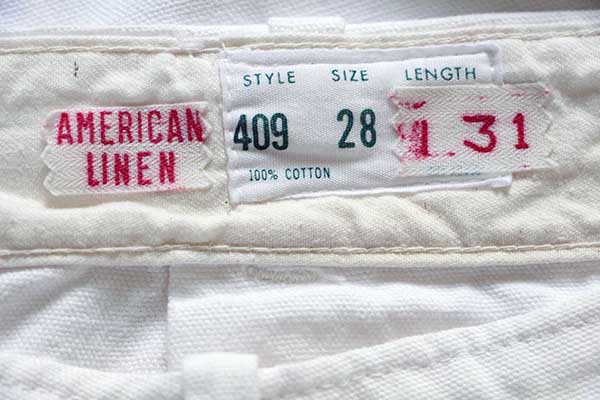 AMERICAN
LINEN
STYLE SIZE LENGTH
409 28 L 31
100% COTTON